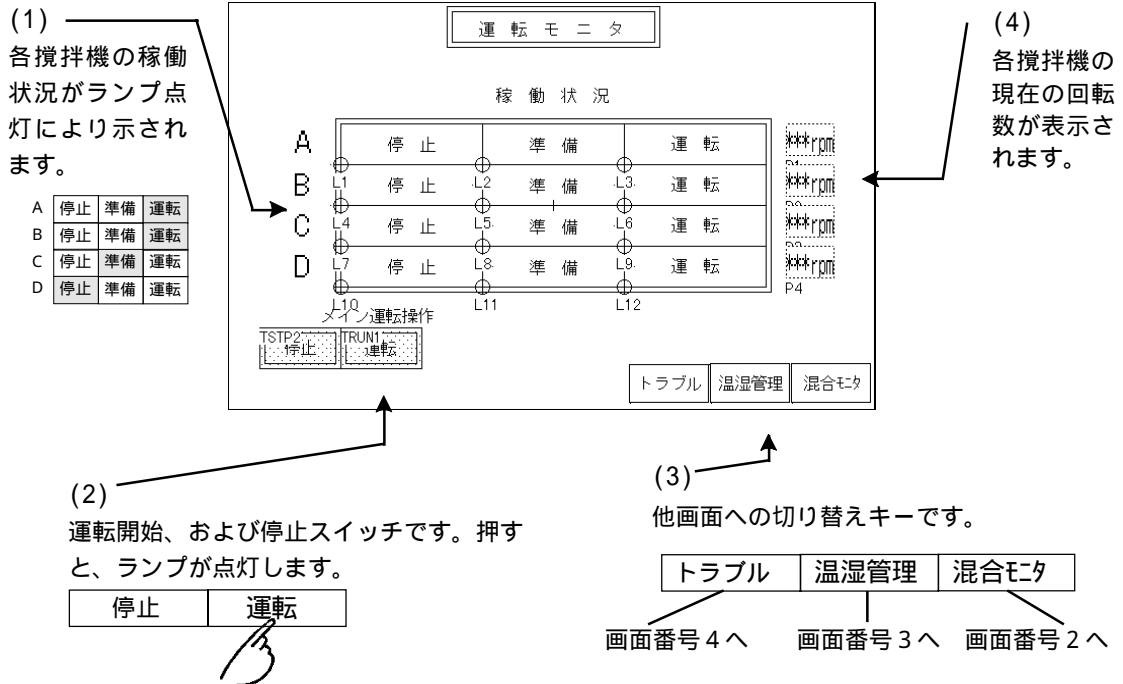 (1)
各撹拌機の稼働
状況がランプ点
灯により示され
ます。
A 停止 準備 運転
B 停止 準備 運転
C 停止 準備 運転
D 停止 準備 運転
運転モニタ
稼働状況
A 停止 準備 運転 ***rpm
L1 L2 L3
B 停止 準備 運転 ***rpm
L4 L5 L6
C 停止 準備 運転 ***rpm
L7 L8 L9
D 停止 準備 運転 ***rpm
L10 L11 L12 P4
メイン運転操作
TSTP2 TRUN1
停止 運転
トラブル 温湿管理 混合ﾓﾆﾀ
(4)
各撹拌機の
現在の回転
数が表示さ
れます。
(2)
運転開始、および停止スイッチです。押す
と、ランプが点灯します。
停止 運転
(3)
他画面への切り替えキーです。
トラブル 温湿管理 混合ﾓﾆﾀ
画面番号4へ 画面番号3へ 画面番号2へ